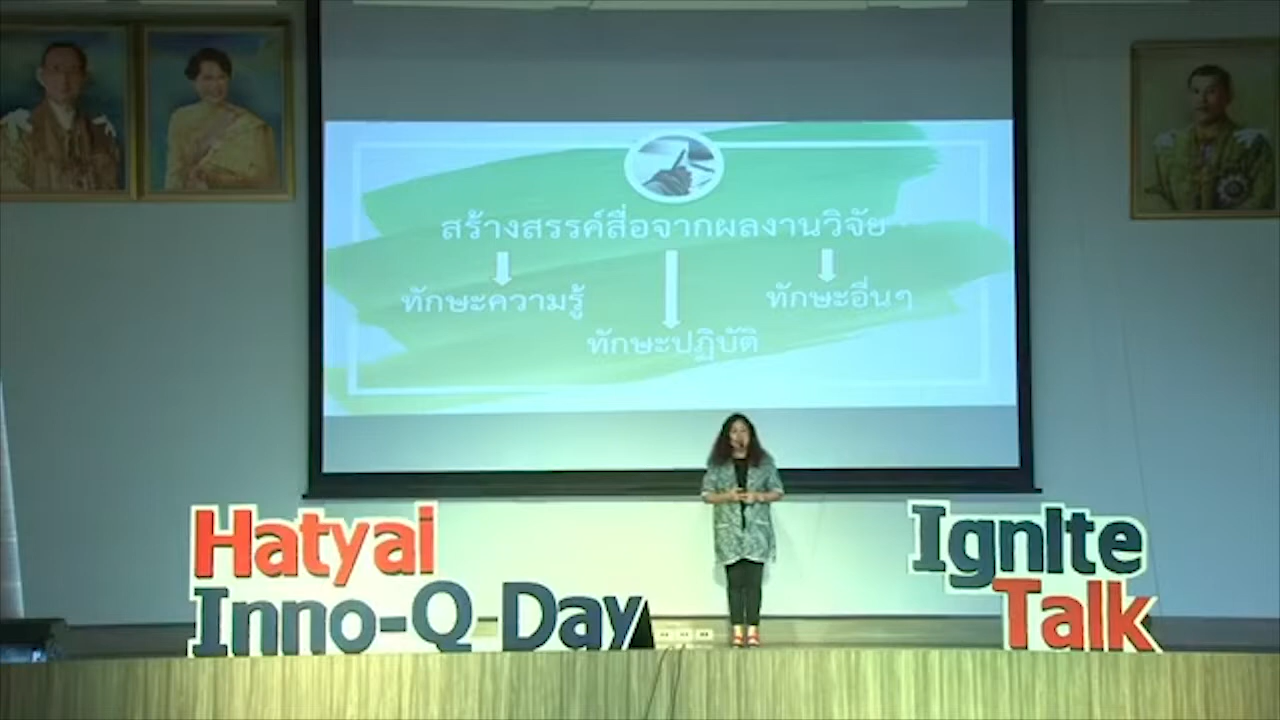 สร้างสรรค์สื่อจากผลงานวิจัย
ทักษะความรู้
ทักษะอื่นๆ
ทักษะปฏิบัติ
Hatyai
Inno-Q-Day
Ignite
Talk